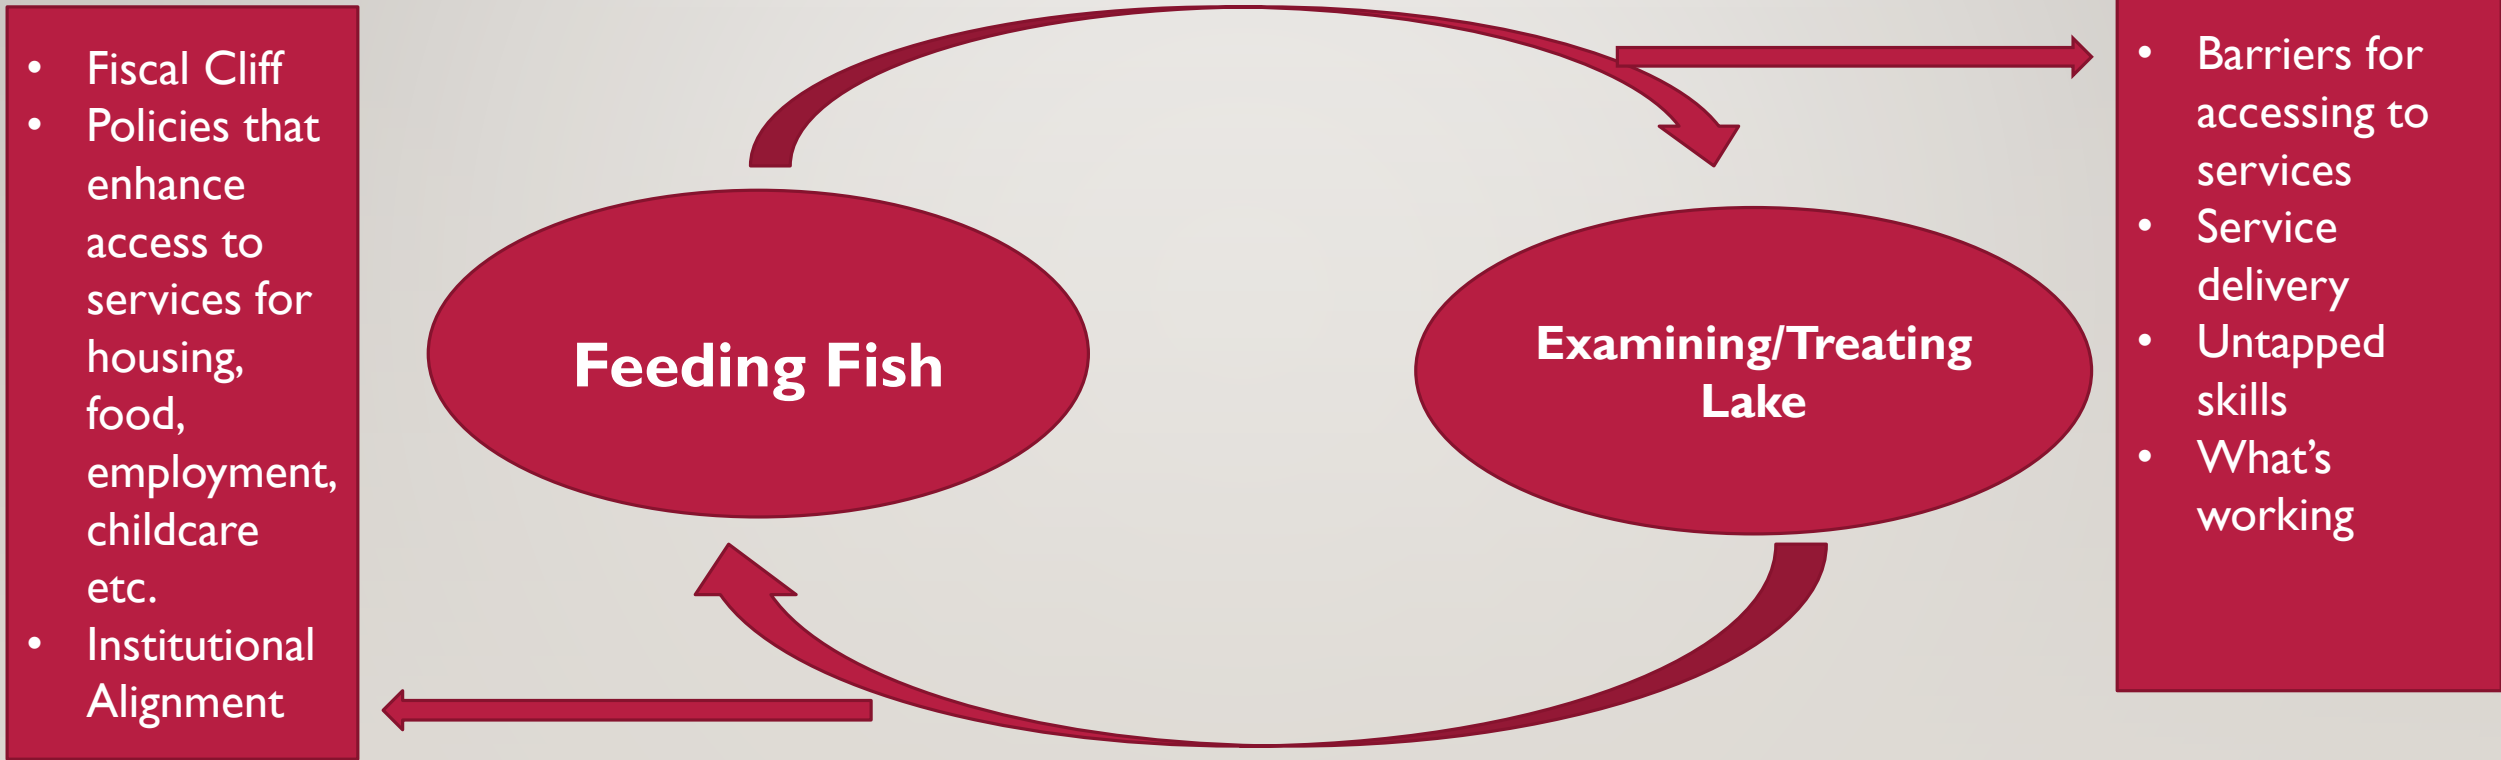 • Fiscal Cliff
• Policies that
enhance
access to
services for
housing,
food,
employment,
childcare
etc.
• Institutional
Alignment
Feeding Fish
Examining/Treating
Lake
• Barriers for
accessing to
services
• Service
delivery
• Untapped
skills
• What’s
working